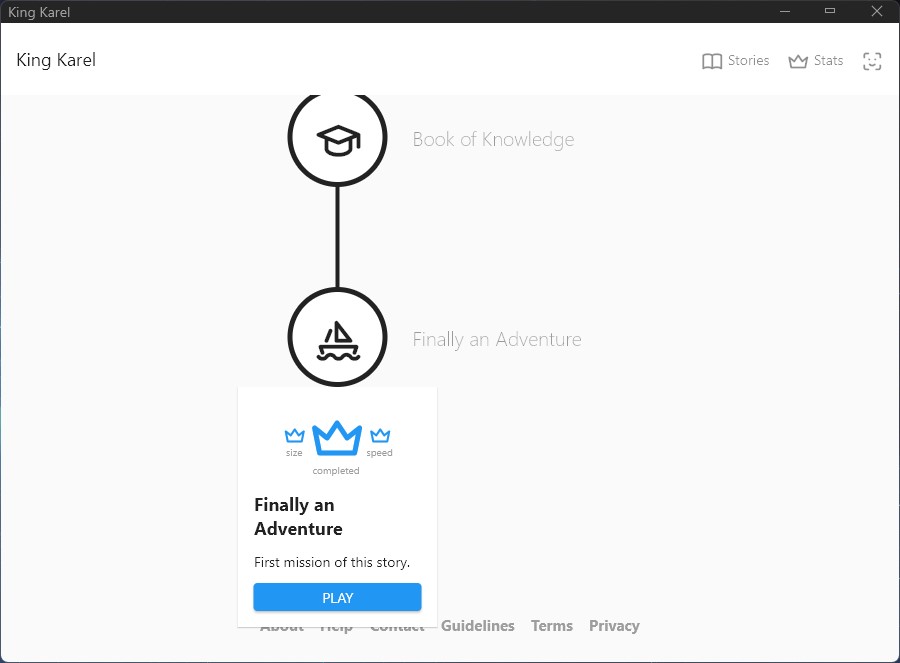 King Karel
King Karel
Stories
Stats
Book of Knowledge
Finally an Adventure
size
completed
speed
Finally an
Adventure
First mission of this story.
PLAY
About Help Contact Guidelines Terms Privacy